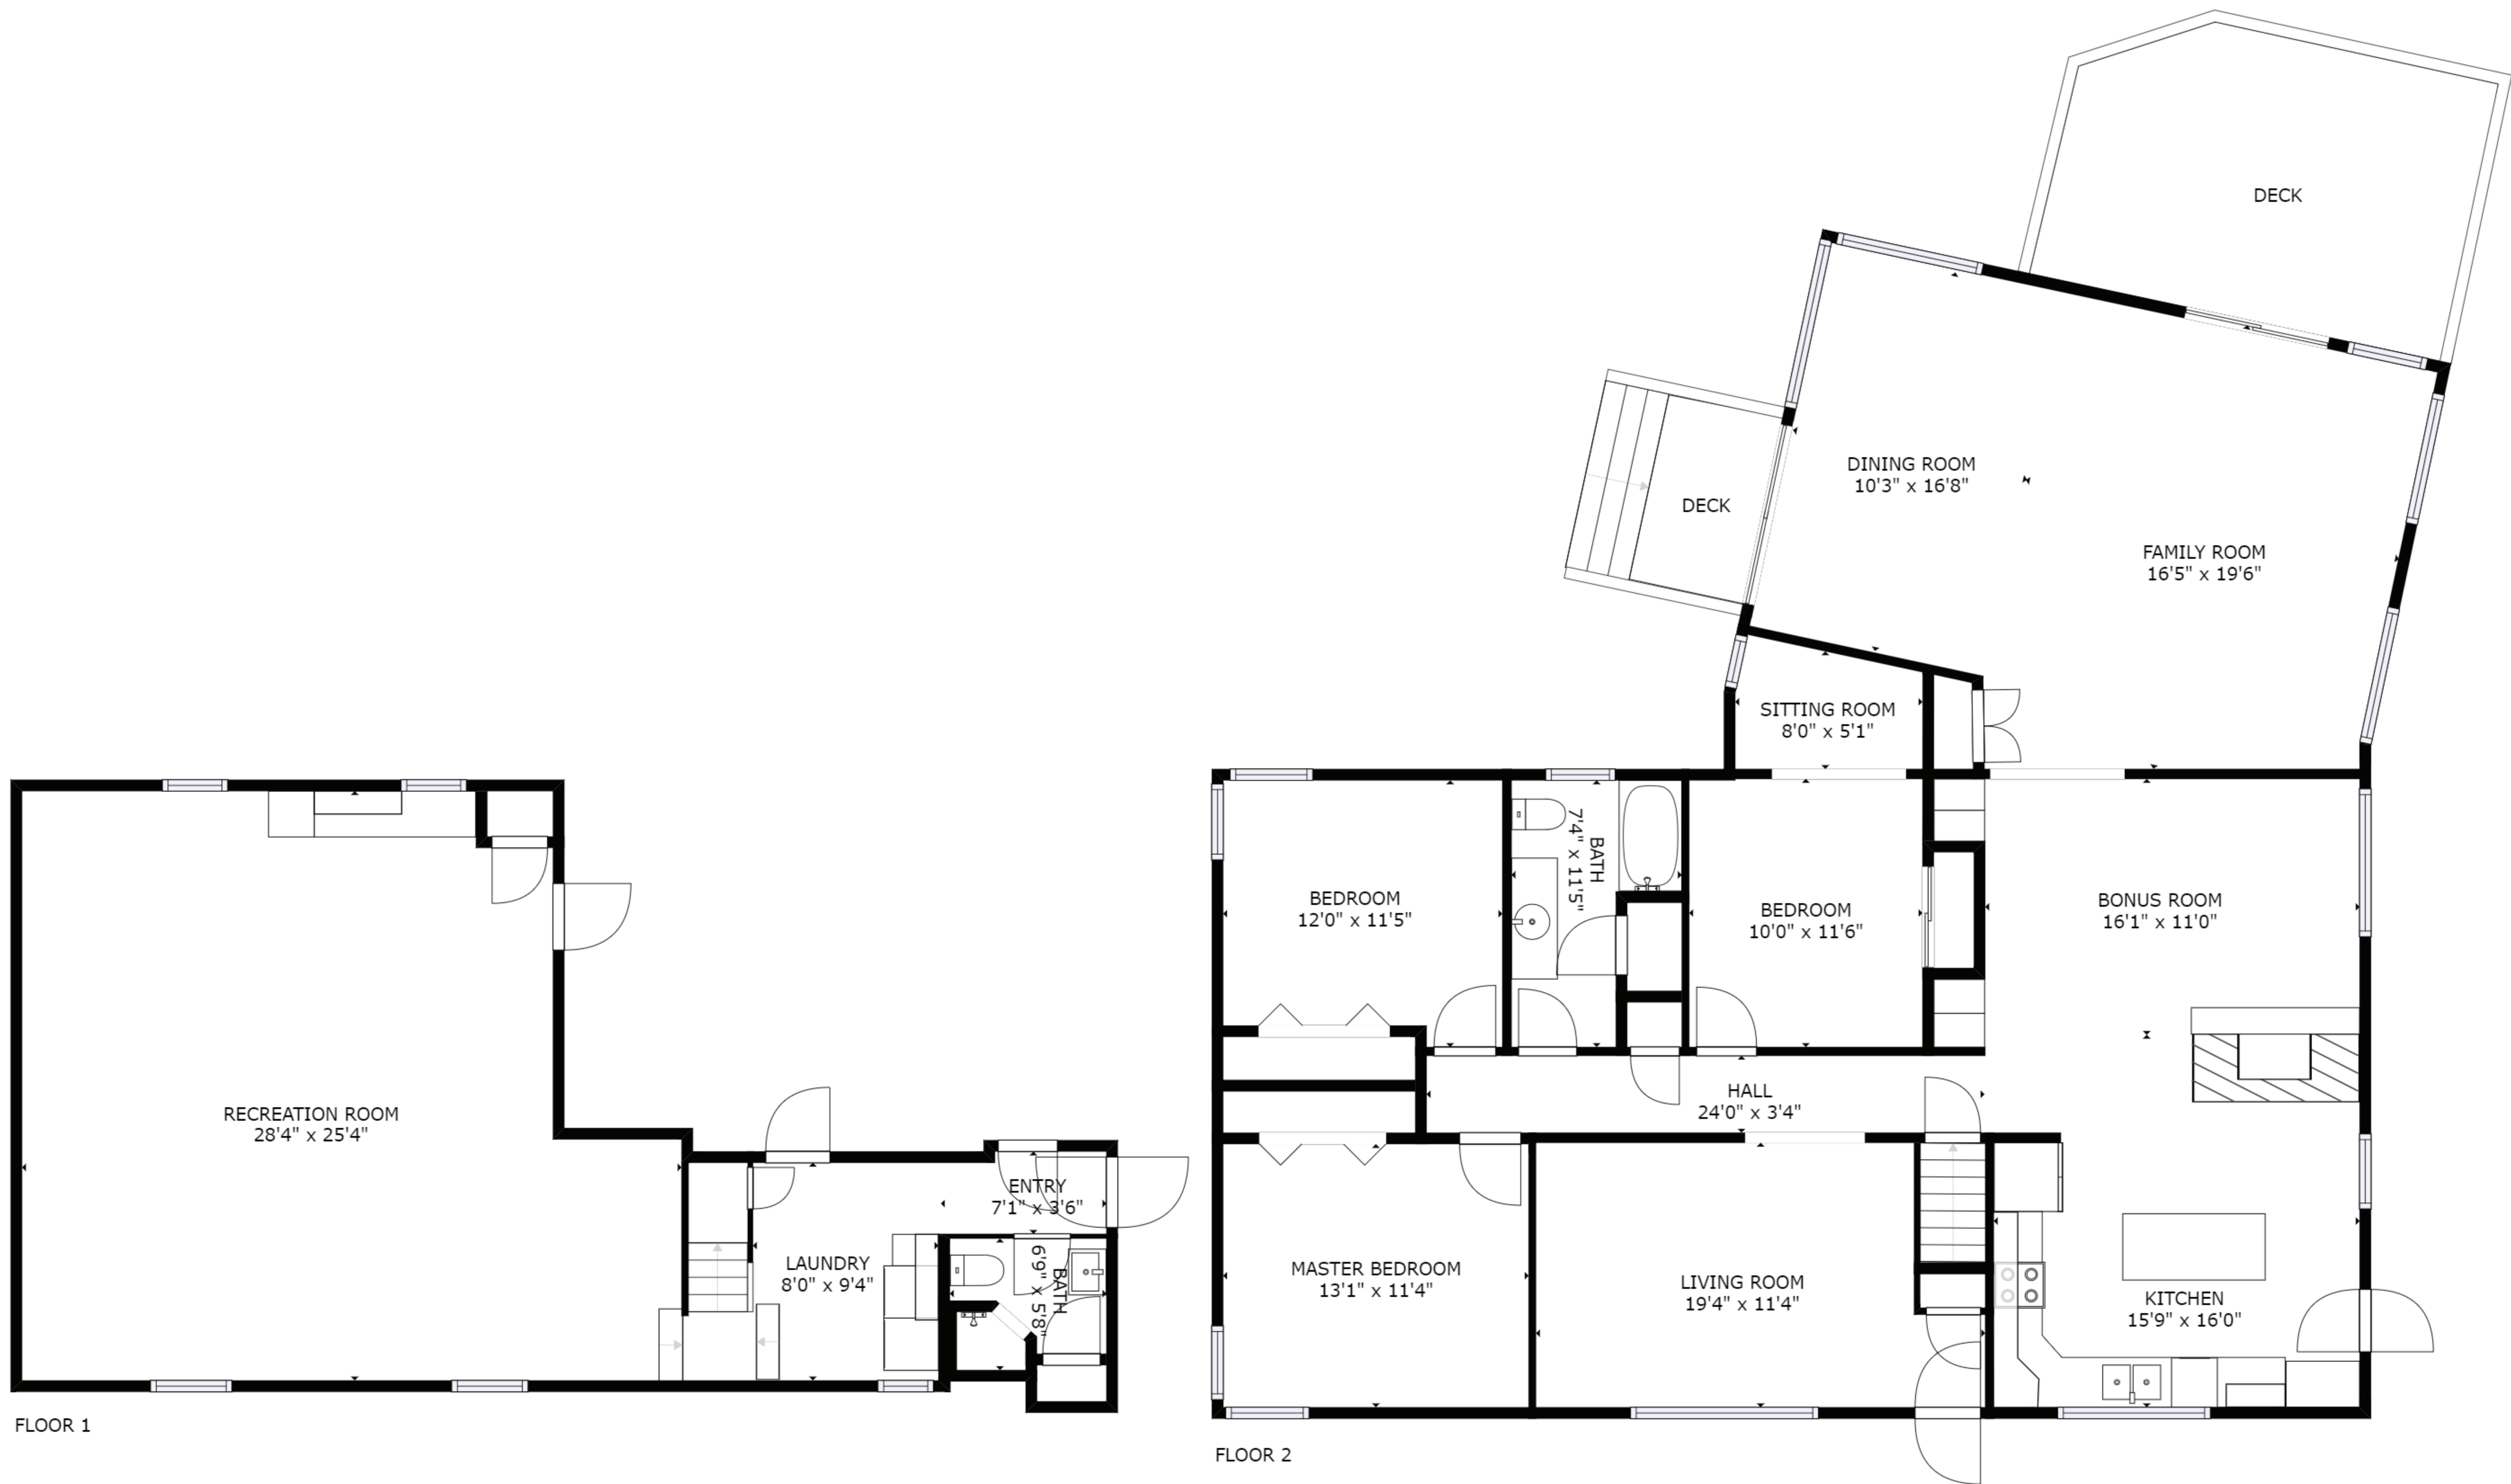 RECREATION ROOM
28'4" x 25'4"
LAUNDRY
8'0" x 9'4"
ENTRY
7'1" x 3'6"
BATH
6'9" x 5'8"
FLOOR 1
DECK
DECK
DINING ROOM
10'3" x 16'8"
FAMILY ROOM
16'5" x 19'6"
SITTING ROOM
8'0" x 5'1"
BEDROOM
12'0" x 11'5"
BATH
7'4" x 11'5"
BEDROOM
10'0" x 11'6"
BONUS ROOM
16'1" x 11'0"
HALL
24'0" x 3'4"
MASTER BEDROOM
13'1" x 11'4"
LIVING ROOM
19'4" x 11'4"
KITCHEN
15'9" x 16'0"
FLOOR 2